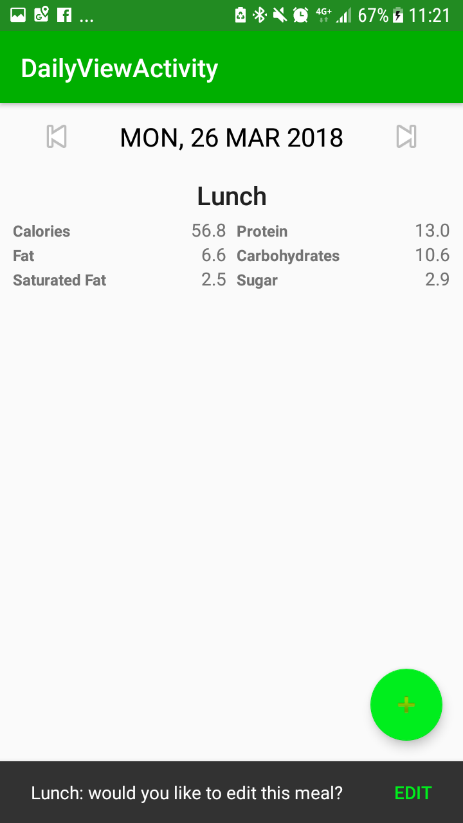 ... 4G+ 67% 11:21
DailyViewActivity
MON, 26 MAR 2018
Lunch
Calories 56.8 Protein 13.0
Fat 6.6 Carbohydrates 10.6
Saturated Fat 2.5 Sugar 2.9
+
Lunch: would you like to edit this meal? EDIT